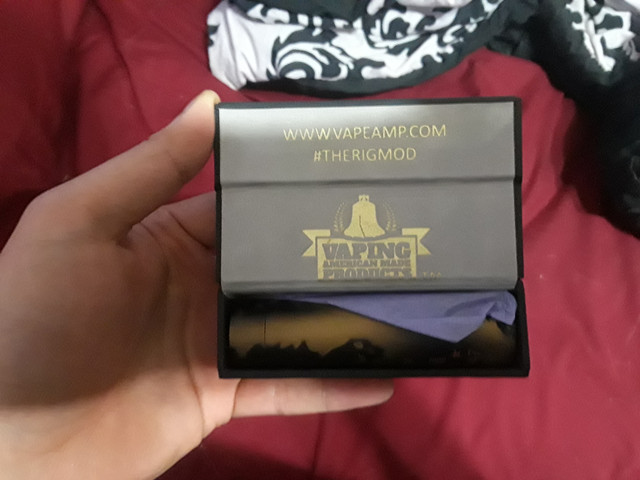 WWW.VAPEAMP.COM
#THERIGMOD
VAPING
AMERICAN MADE
PRODUCTS